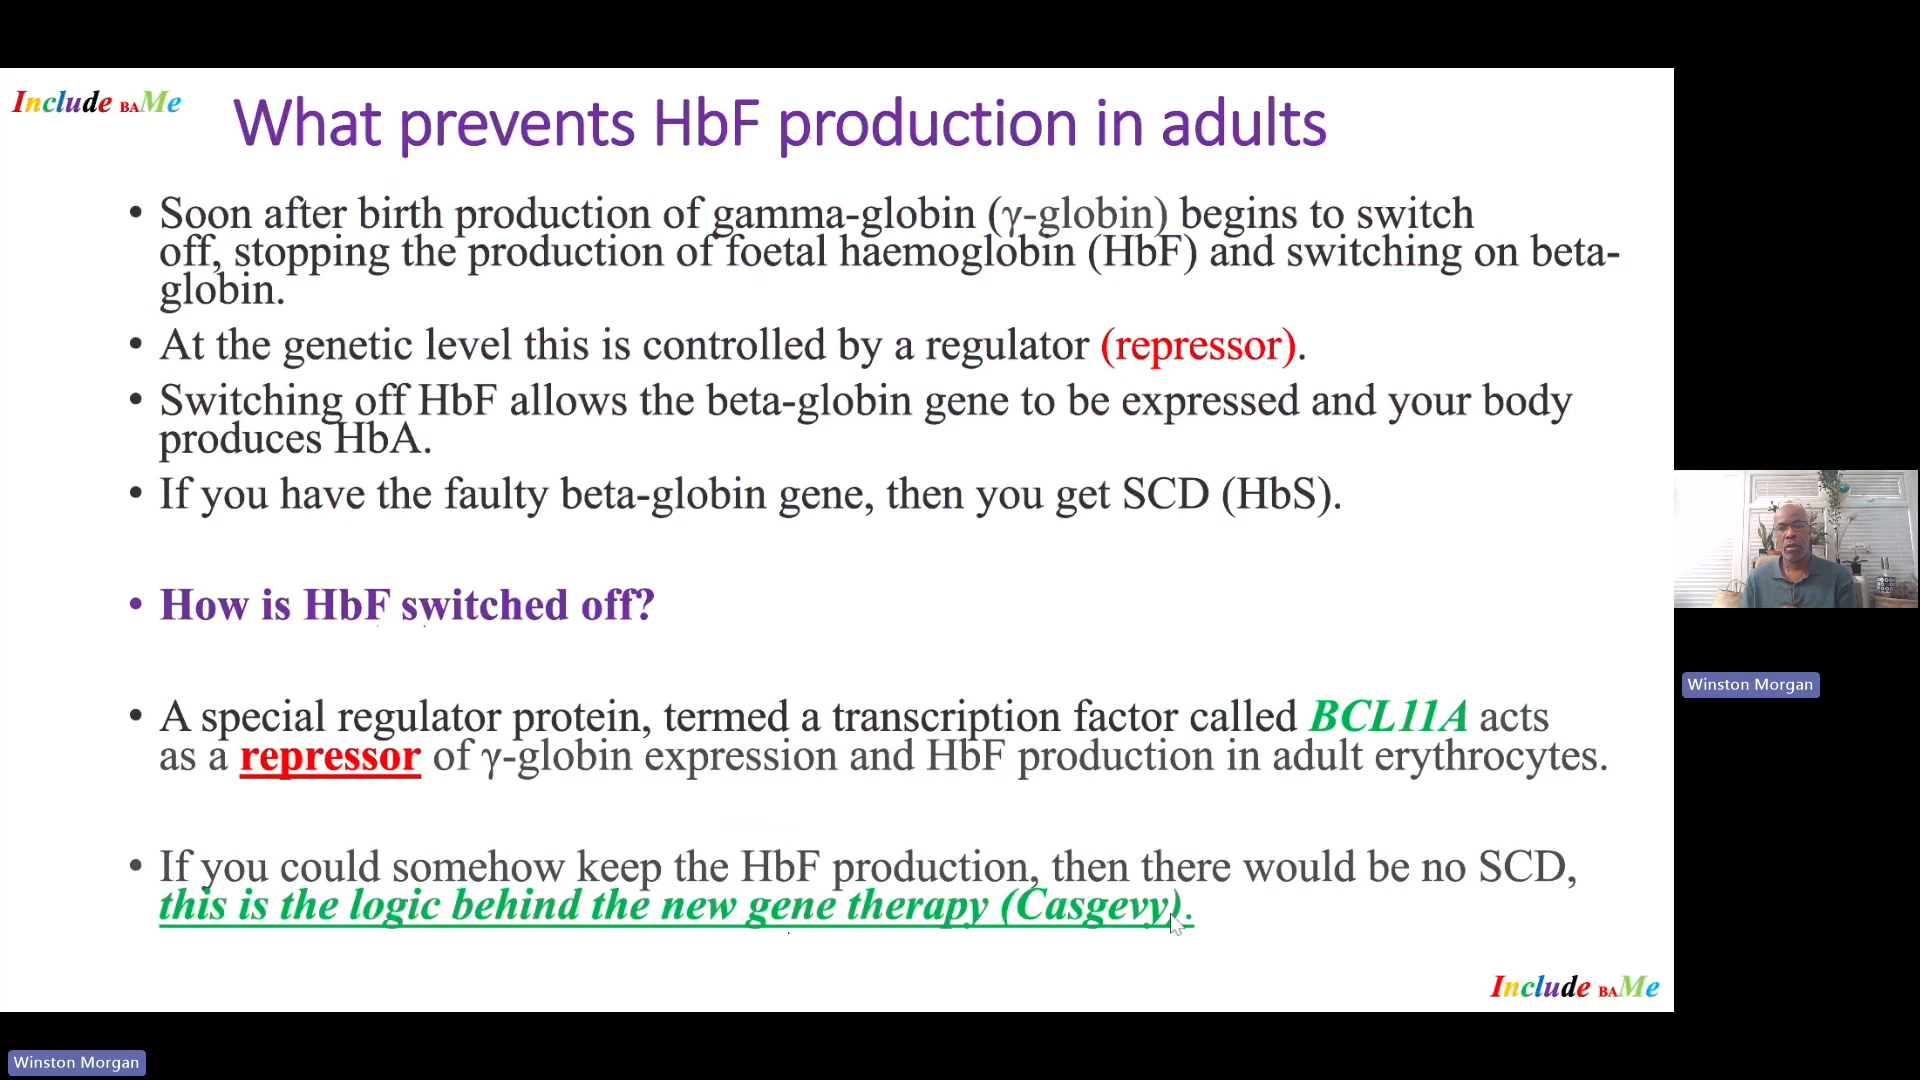 Include BAMe
What prevents HbF production in adults
• Soon after birth production of gamma-globin (γ-globin) begins to switch
off, stopping the production of foetal haemoglobin (HbF) and switching on beta-
globin.
• At the genetic level this is controlled by a regulator (repressor).
• Switching off HbF allows the beta-globin gene to be expressed and your body
produces HbA.
• If you have the faulty beta-globin gene, then you get SCD (HbS).
• How is HbF switched off?
• A special regulator protein, termed a transcription factor called BCL11A acts
as a repressor of γ-globin expression and HbF production in adult erythrocytes.
• If you could somehow keep the HbF production, then there would be no SCD,
this is the logic behind the new gene therapy (Casgevy).
Include BAMe
Winston Morgan
Winston Morgan